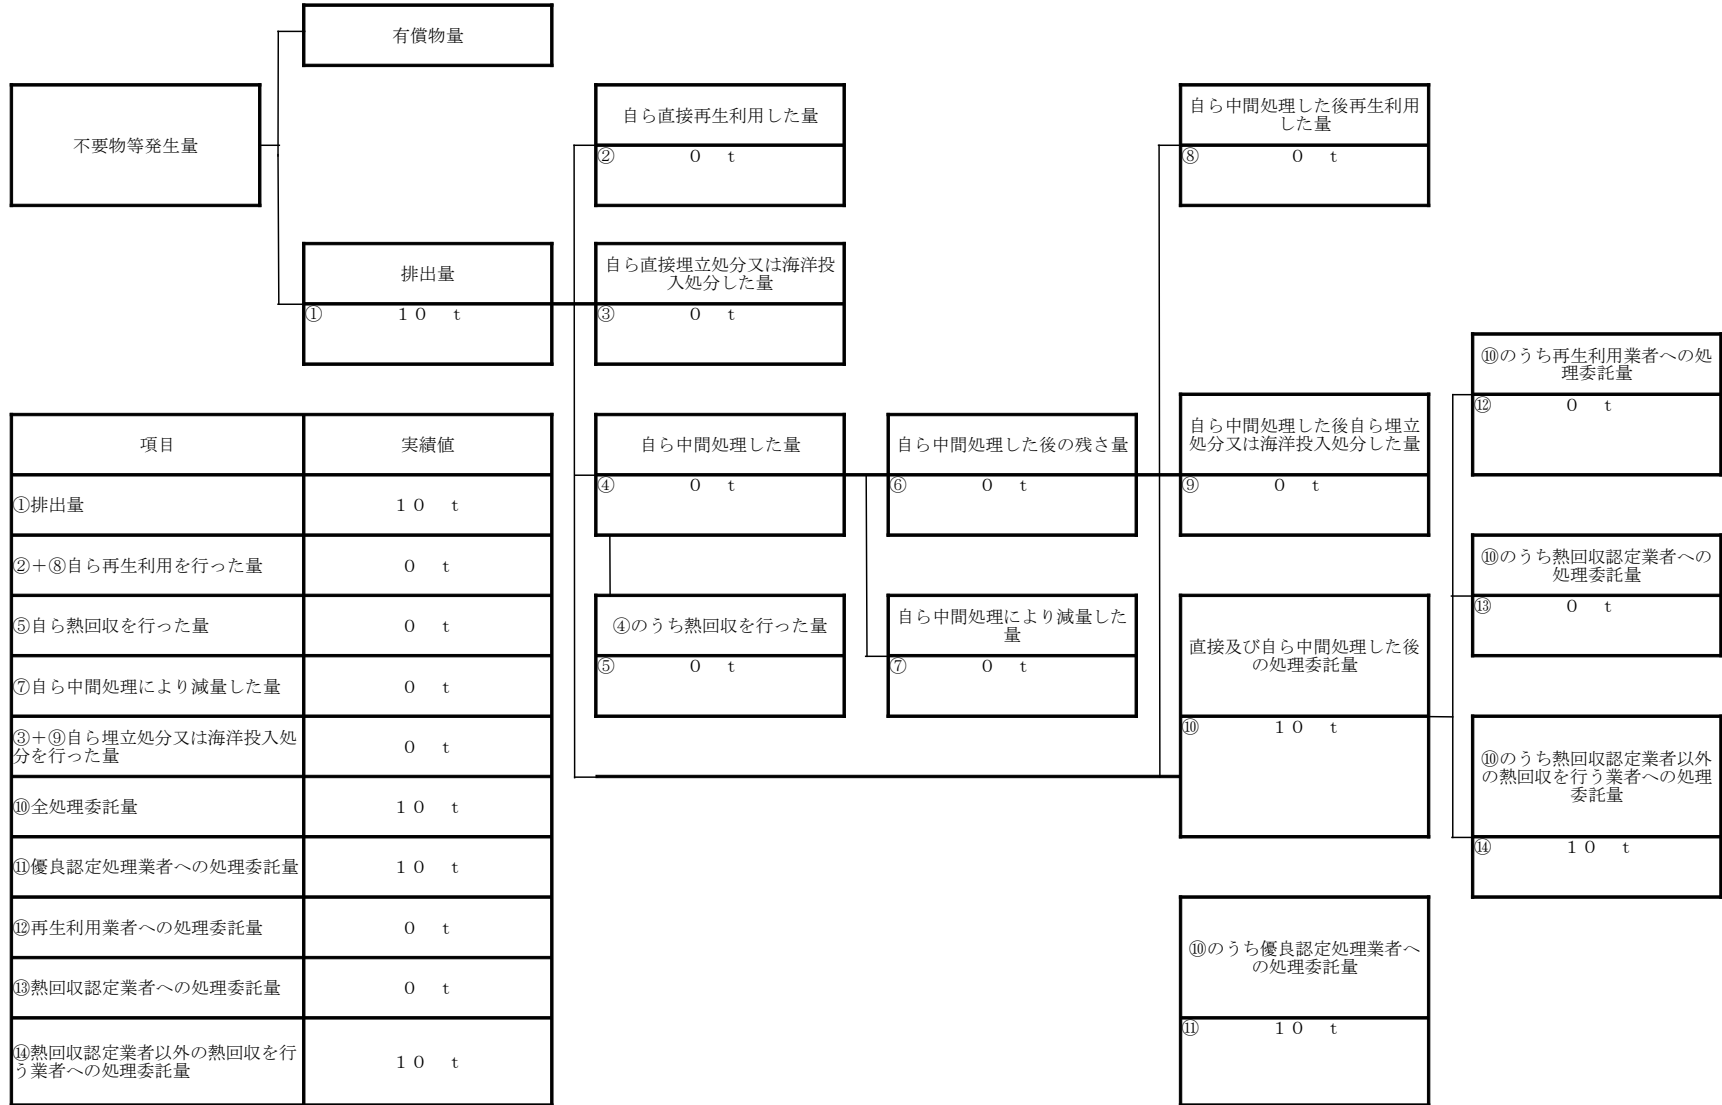 有償物量
不要物等発生量
自ら直接再生利用した量
② 0 t
自ら中間処理した後再生利用
した量
⑧ 0 t
排出量
① 10 t
自ら直接埋立処分又は海洋投
入処分した量
③ 0 t
⑩のうち再生利用業者への処
理委託量
⑫ 0 t
自ら中間処理した量
④ 0 t
自ら中間処理した後の残さ量
⑥ 0 t
自ら中間処理した後自ら埋立
処分又は海洋投入処分した量
⑨ 0 t
⑩のうち熱回収認定業者への
処理委託量
⑬ 0 t
④のうち熱回収を行った量
⑤ 0 t
自ら中間処理により減量した
量
⑦ 0 t
直接及び自ら中間処理した後
の処理委託量
⑩ 10 t
⑩のうち熱回収認定業者以外
の熱回収を行う業者への処理
委託量
⑭ 10 t
⑩のうち優良認定処理業者へ
の処理委託量
⑪ 10 t
項目 実績値
①排出量 10 t
②+⑧自ら再生利用を行った量 0 t
⑤自ら熱回収を行った量 0 t
⑦自ら中間処理により減量した量 0 t
③+⑨自ら埋立処分又は海洋投入処
分を行った量 0 t
⑩全処理委託量 10 t
⑪優良認定処理業者への処理委託量 10 t
⑫再生利用業者への処理委託量 0 t
⑬熱回収認定業者への処理委託量 0 t
⑭熱回収認定業者以外の熱回収を行
う業者への処理委託量 10 t